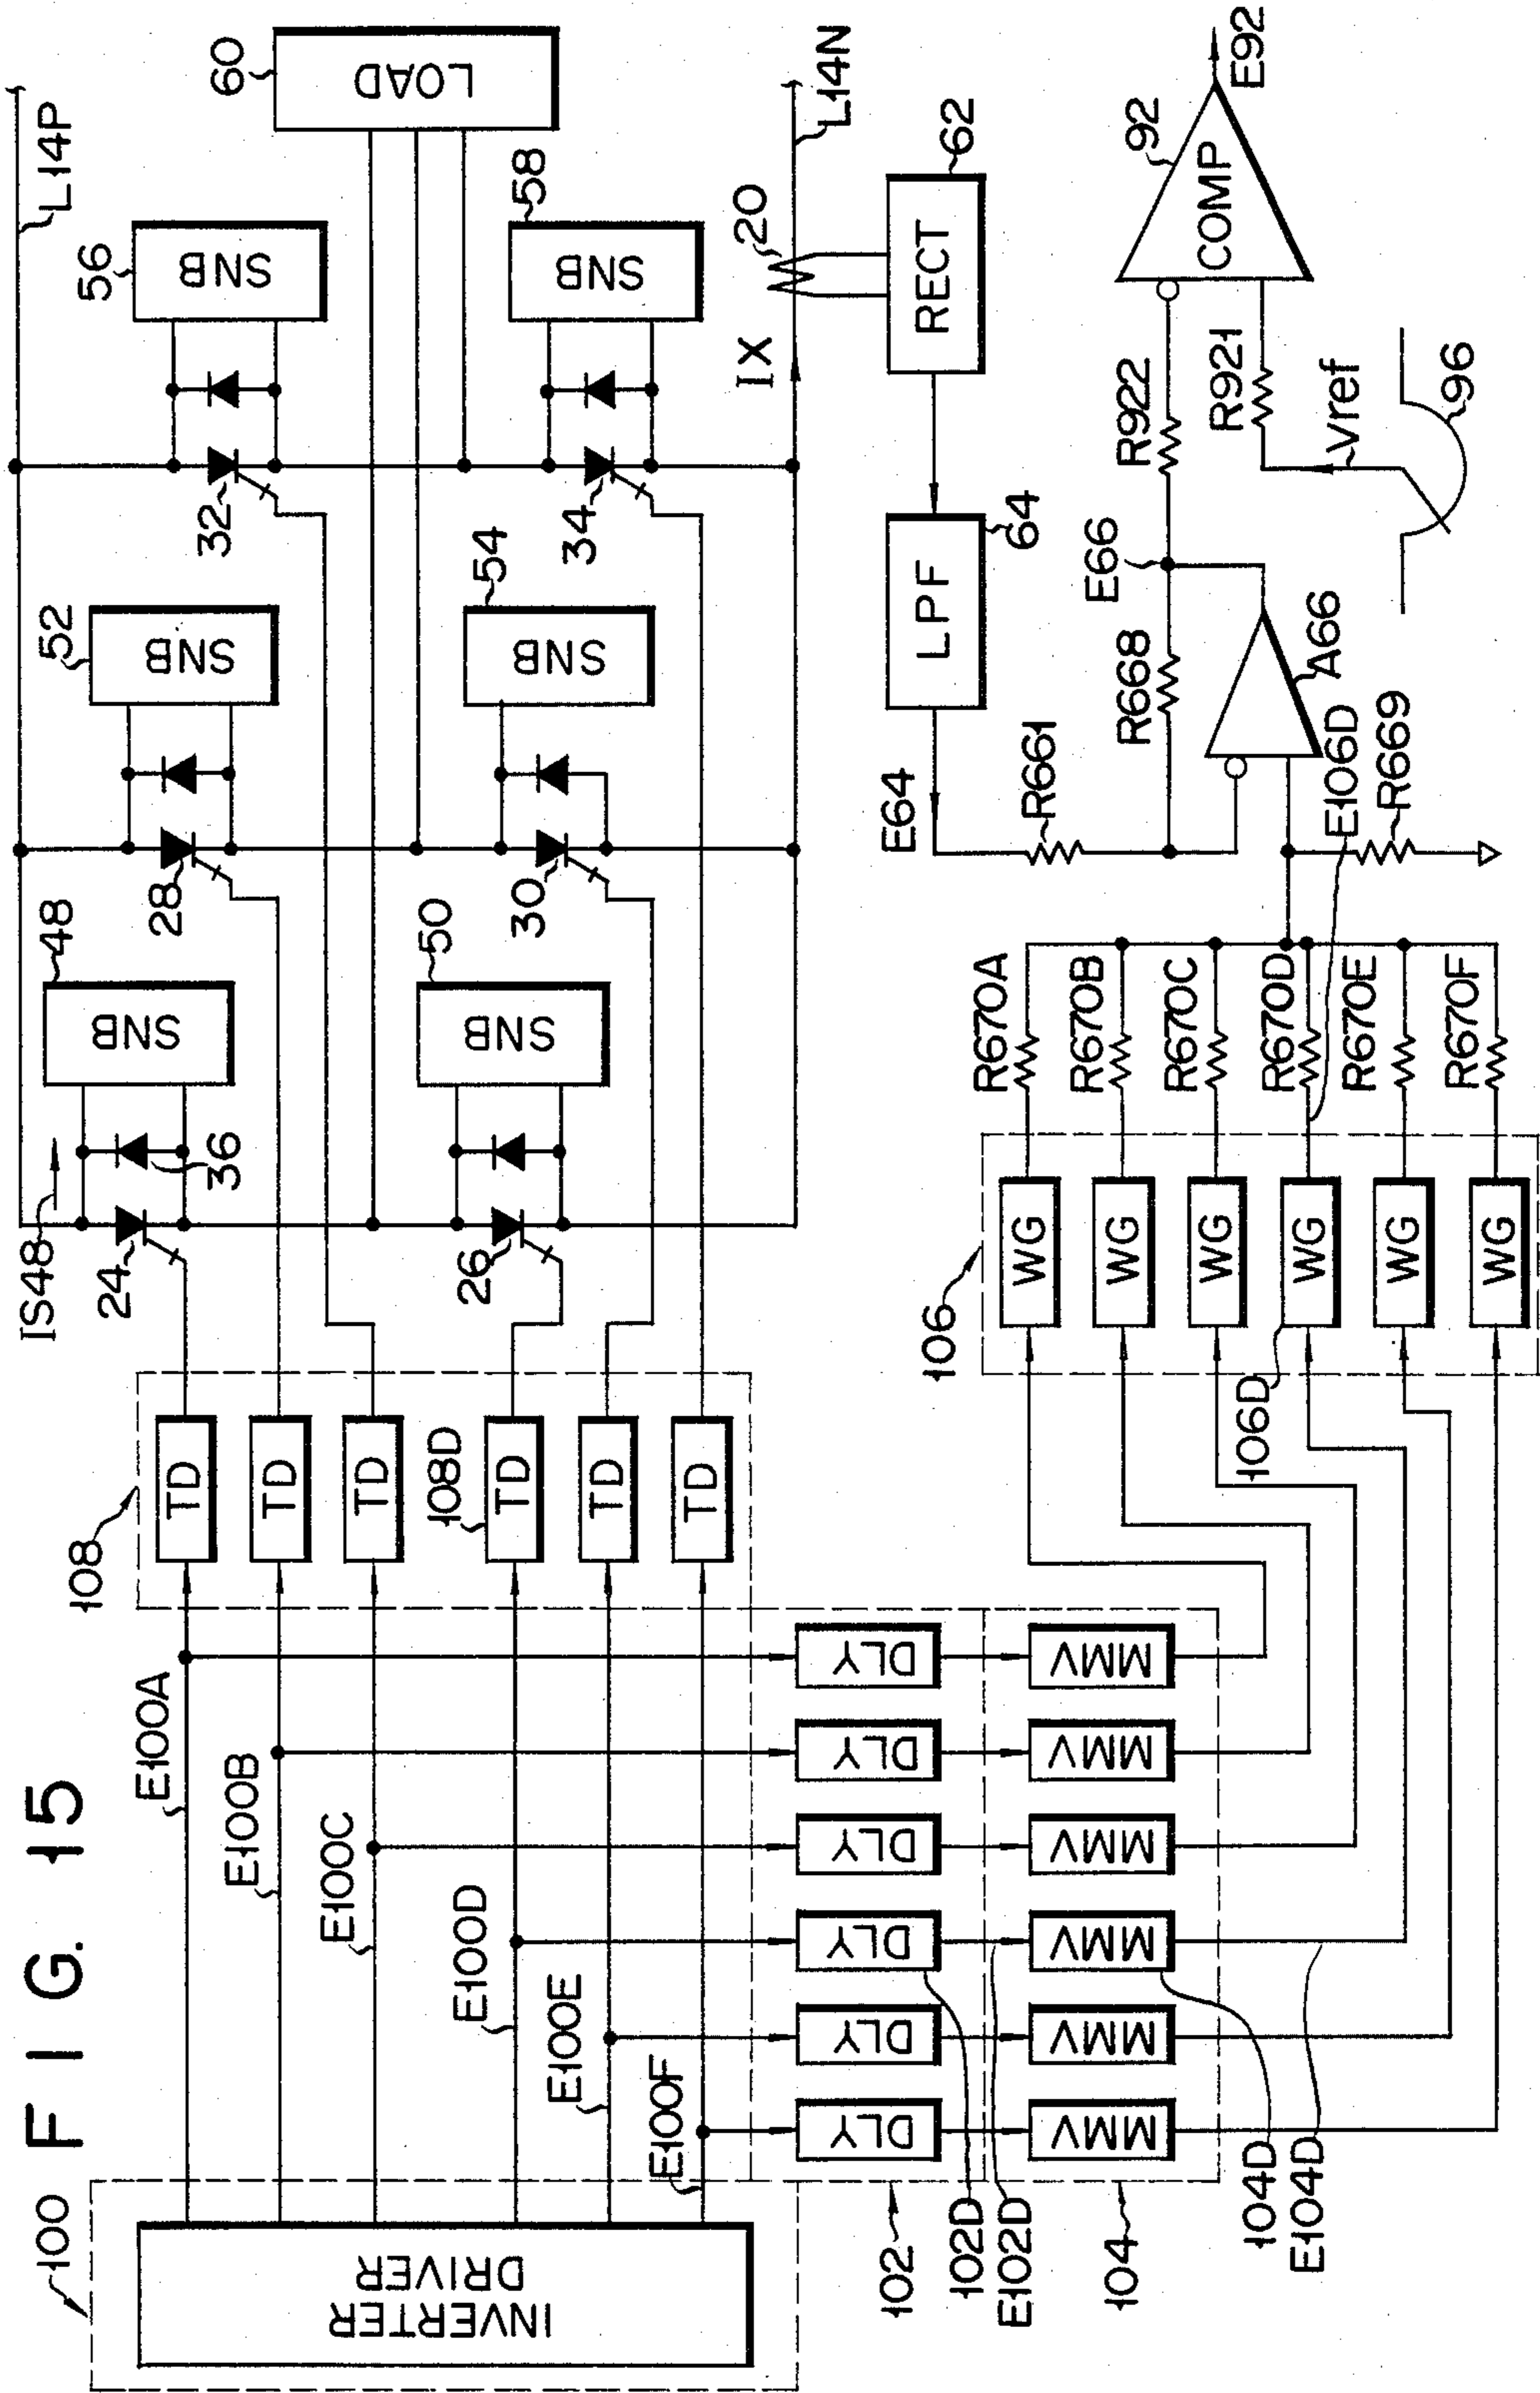 FIG. 15
100
INVERTER
DRIVER
E100A
E100B
E100C
E100D
E100E
E100F
108
TD
TD
TD
108D
TD
TD
TD
IS48
24
36
48
SNB
26
50
SNB
28
52
SNB
30
54
SNB
32
56
SNB
34
58
SNB
60
LOAD
L14P
L14N
IX
20
62
RECT
64
LPF
E64
R661
R668
E66
A66
R669
E106D
R922
R921
Vref
96
92
COMP
E92
102
DLY
DLY
DLY
DLY
DLY
DLY
102D
E102D
104
MMV
MMV
MMV
MMV
MMV
MMV
104D
E104D
106
WG
WG
WG
WG
WG
WG
106D
R670A
R670B
R670C
R670D
R670E
R670F